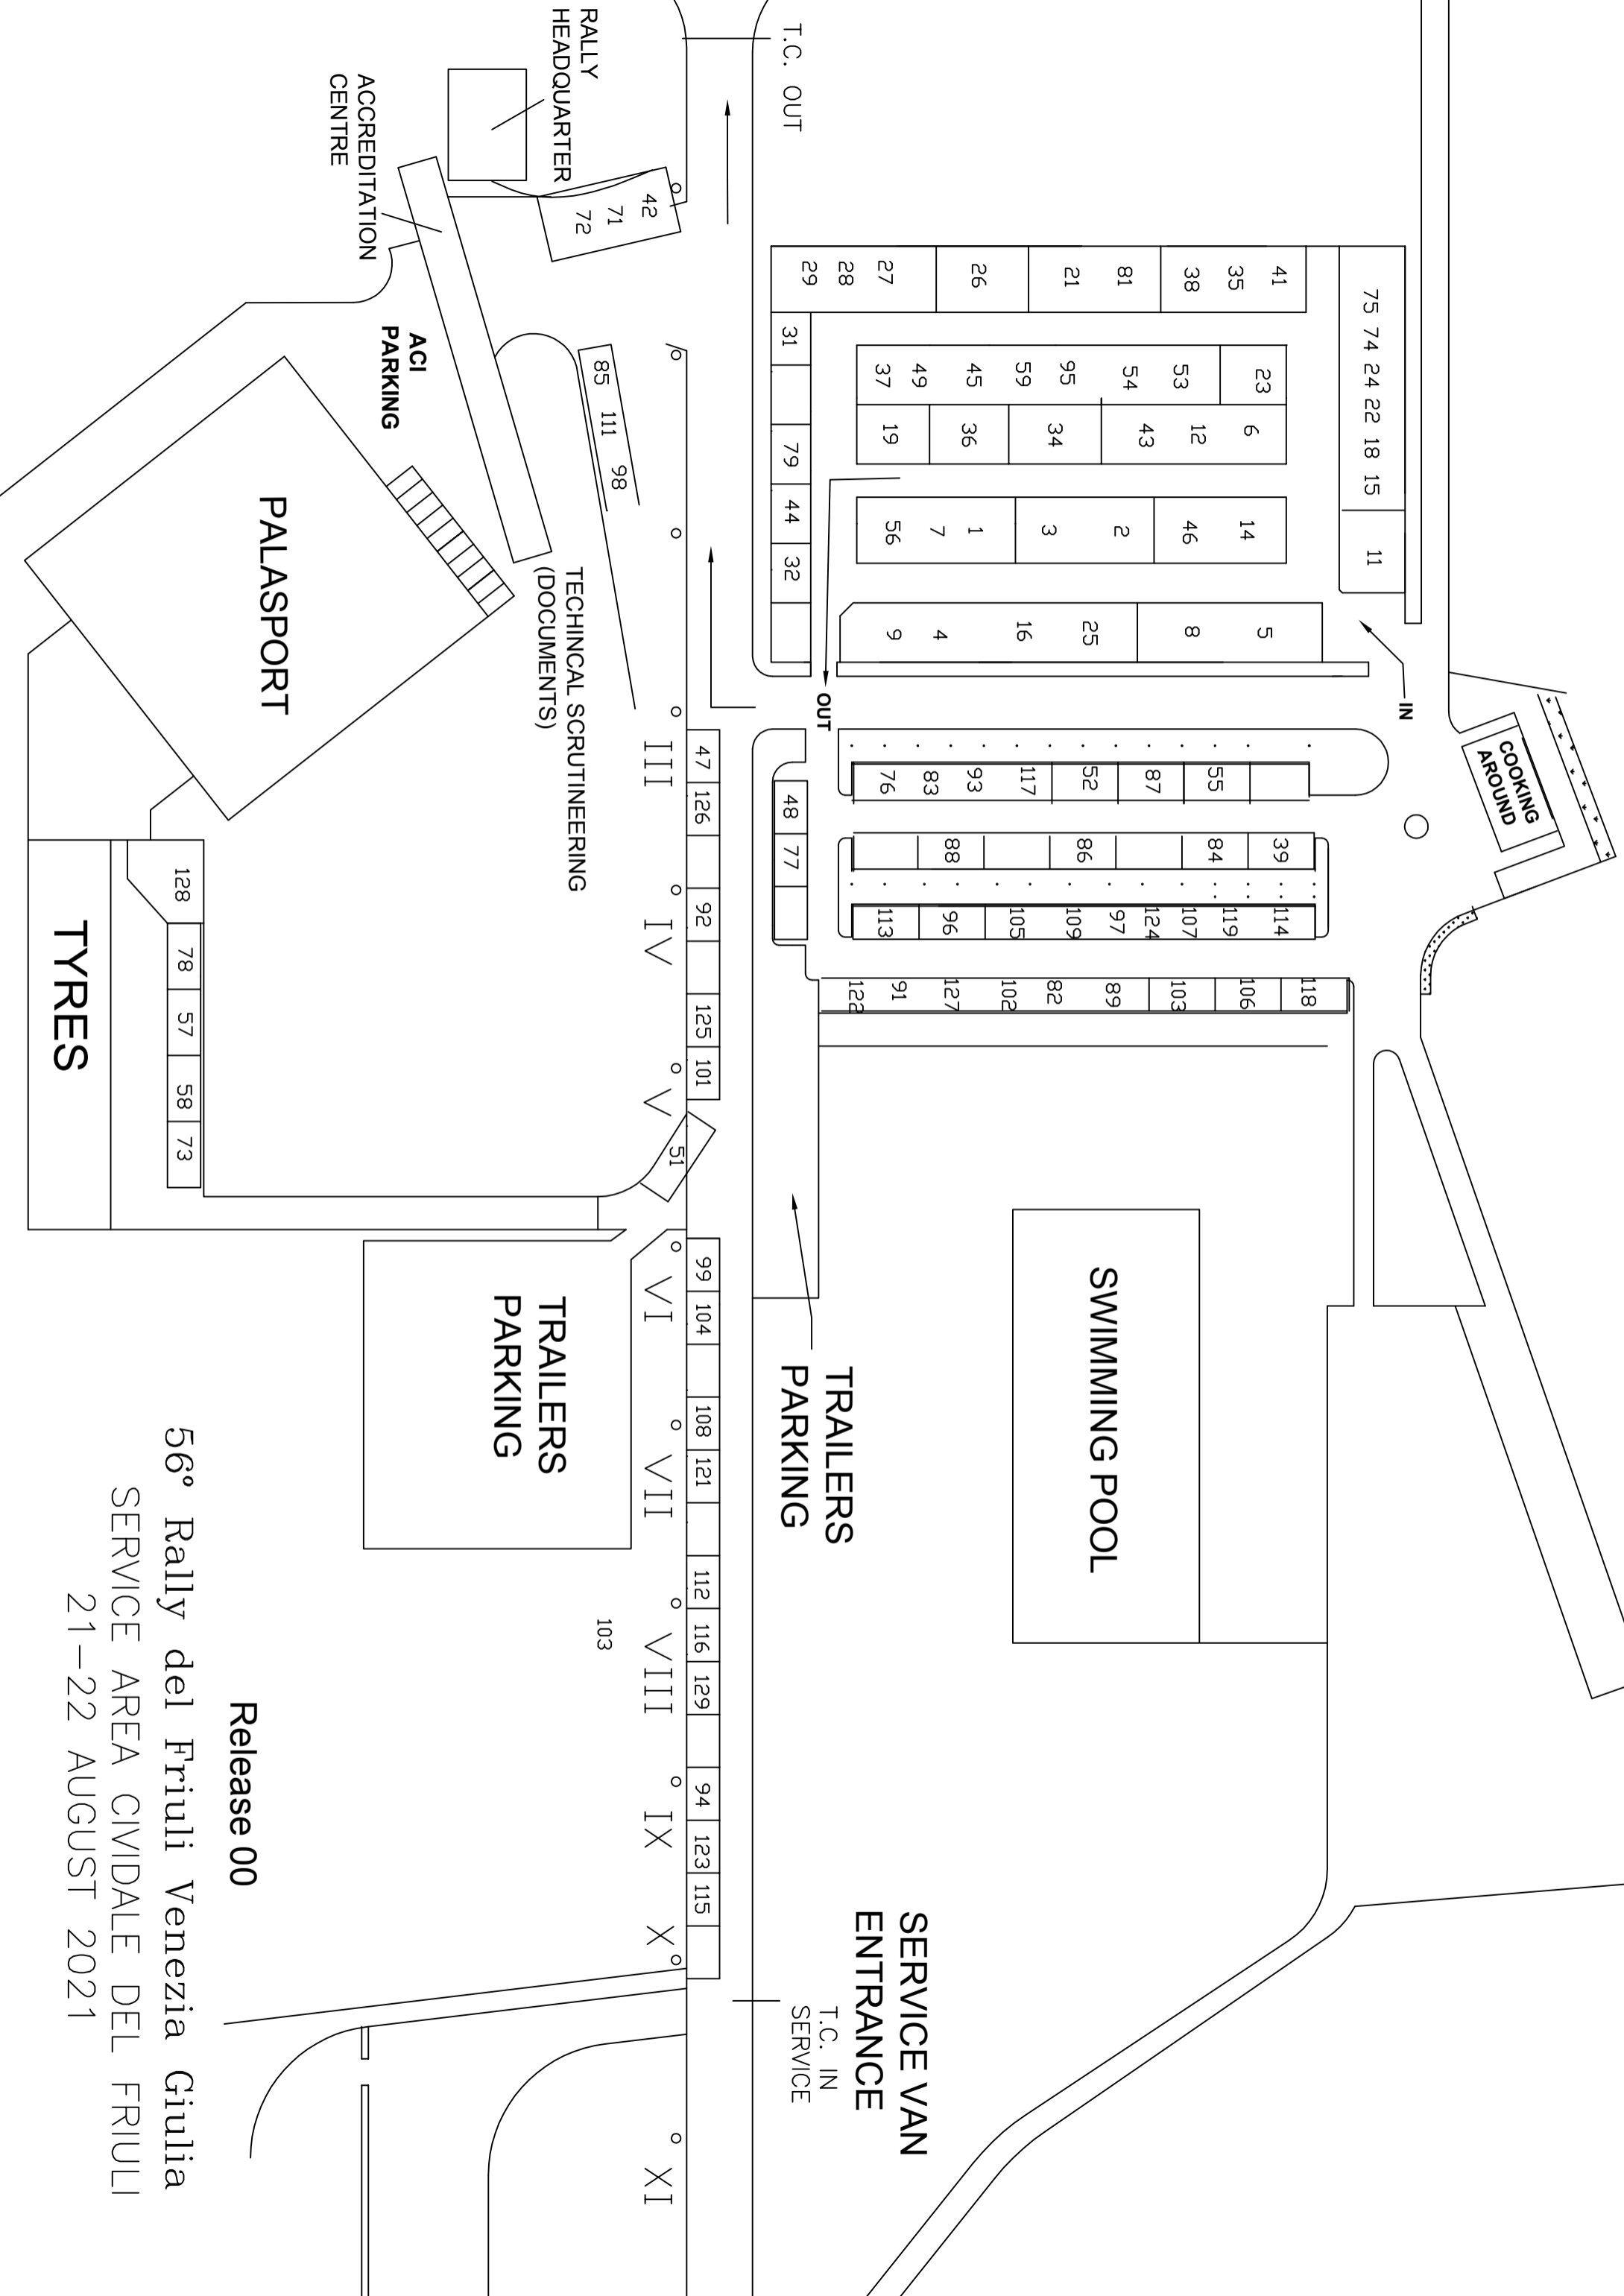 COOKING
AROUND
IN
75 74 24 22 18 15
11
41
35
38
81
21
26
27
28
29
23
53
54
95
59
45
49
37
6
12
43
34
36
19
14
46
2
3
1
7
56
5
8
25
16
4
9
OUT
31
79
44
32
55
87
52
117
93
83
76
39
84
86
88
114
119
107
124
97
109
105
96
113
118
106
103
89
82
102
127
91
122
48
77
SWIMMING POOL
TRAILERS
PARKING
SERVICE VAN
ENTRANCE
T.C. IN
SERVICE
T.C. OUT
47
126
92
125
101
51
99
104
108
121
112
116
129
94
123
115
III
IV
V
VI
VII
VIII
IX
X
XI
42
71
72
85
111
98
103
RALLY
HEADQUARTER
TECHINCAL SCRUTINEERING
(DOCUMENTS)
TRAILERS
PARKING
ACI
PARKING
ACCREDITATION
CENTRE
PALASPORT
128
78
57
58
73
TYRES
Release 00
56° Rally del Friuli Venezia Giulia
SERVICE AREA CIVIDALE DEL FRIULI
21-22 AUGUST 2021